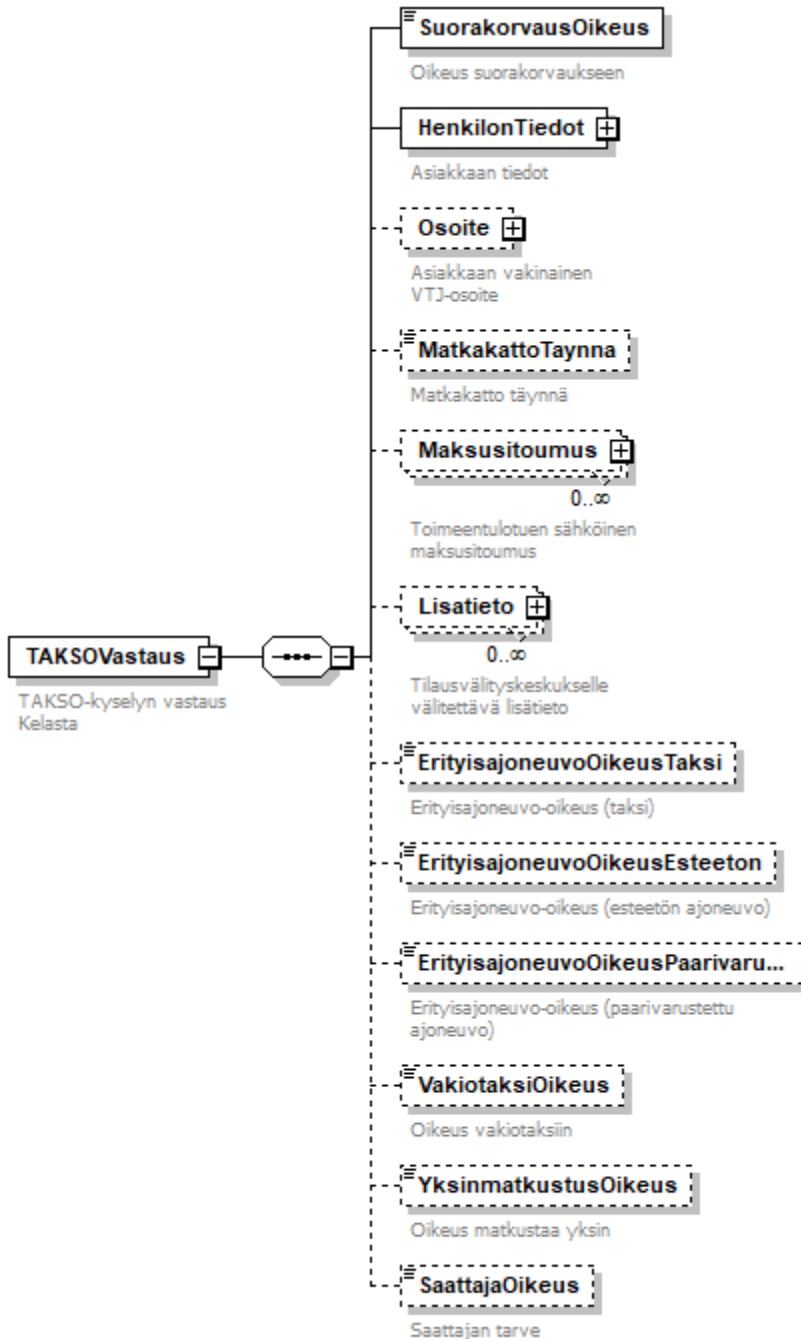 SuorakorvausOikeus
Oikeus suorakorvaukseen
HenkilonTiedot
Asiakkaan tiedot
Osoite
Asiakkaan vakinainen
VTJ-osoite
MatkakattoTaynna
Matkakatto täynnä
Maksusitoumus
0..∞
Toimeentulotuen sähköinen
maksusitoumus
Lisatieto
0..∞
Tilausvälityskeskukselle
välitettävä lisätieto
TAKSOVastaus
TAKSO-kyselyn vastaus
Kelasta
ErityisajoneuvoOikeusTaksi
Erityisajoneuvo-oikeus (taksi)
ErityisajoneuvoOikeusEsteeton
Erityisajoneuvo-oikeus (esteetön ajoneuvo)
ErityisajoneuvoOikeusPaarivaru...
Erityisajoneuvo-oikeus (paarivarustettu
ajoneuvo)
VakiotaksiOikeus
Oikeus vakiotaksiin
YksinmatkustusOikeus
Oikeus matkustaa yksin
SaattajaOikeus
Saattajan tarve